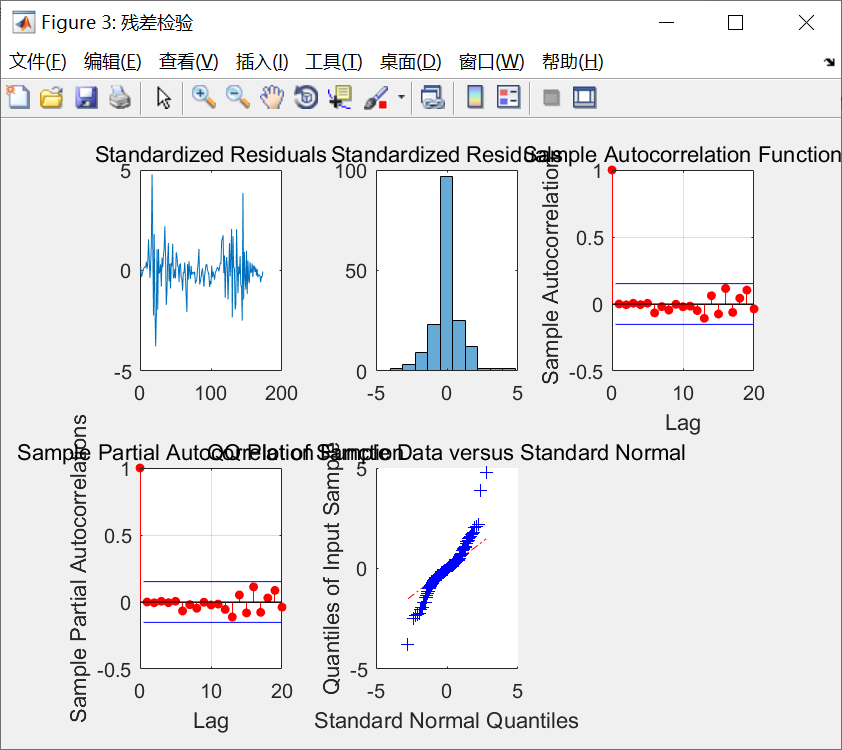 Figure 3: 残差检验
文件(F) 编辑(E) 查看(V) 插入(I) 工具(T) 桌面(D) 窗口(W) 帮助(H)
Standardized Residuals
5
0
-5
0 100 200
Standardized Residuals
100
50
0
-5 0 5
Sample Autocorrelation Function
Sample Autocorrelation
1
0.5
0
-0.5
0 10 20
Lag
Sample Partial Autocorrelation Function
Sample Partial Autocorrelations
1
0.5
0
-0.5
0 10 20
Lag
QQ Plot of Sample Data versus Standard Normal
Quantiles of Input Sample
5
0
-5
-5 0 5
Standard Normal Quantiles